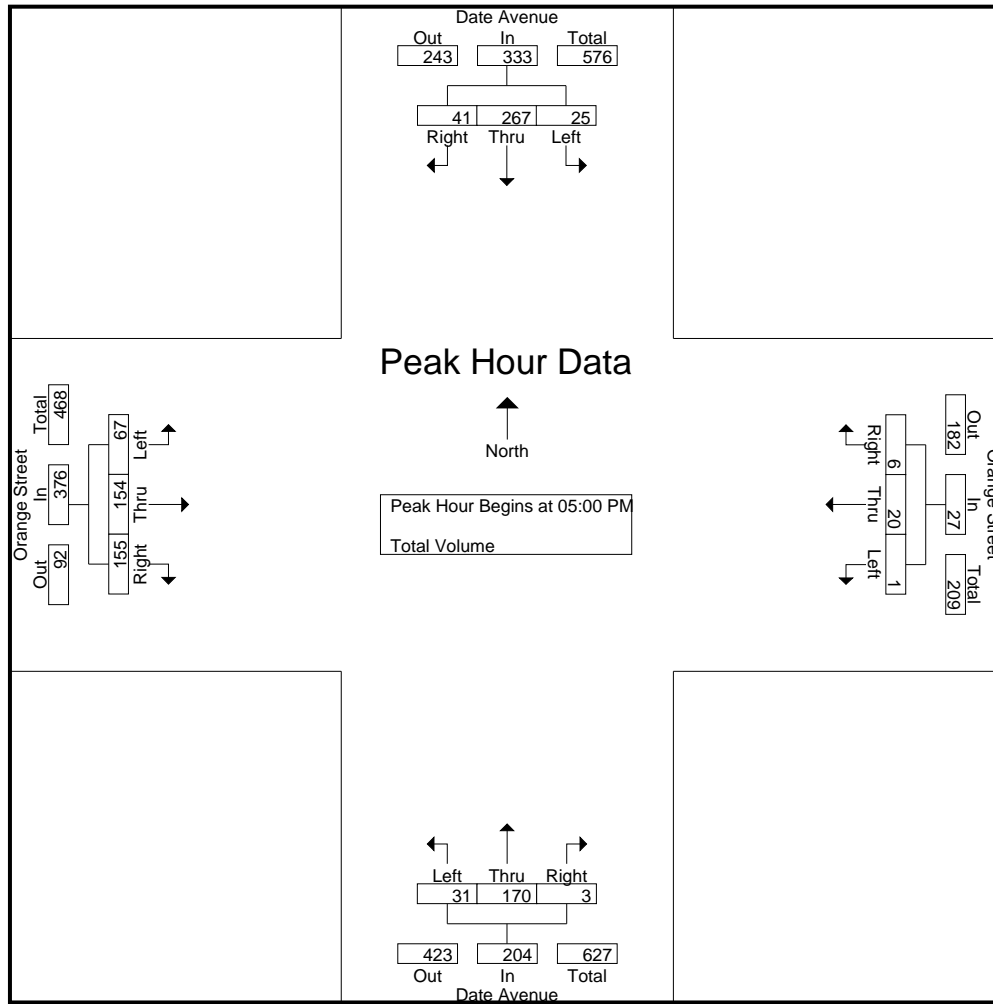 Date Avenue
Out In Total
243 333 576
41 267 25
Right Thru Left
Peak Hour Data
North
Peak Hour Begins at 05:00 PM
Total Volume
Orange Street
Total In Out
468 376 92
67 154 155
Left Thru Right
Orange Street
Out In Total
182 27 209
6 20 1
Right Thru Left
Left Thru Right
31 170 3
423 204 627
Out In Total
Date Avenue